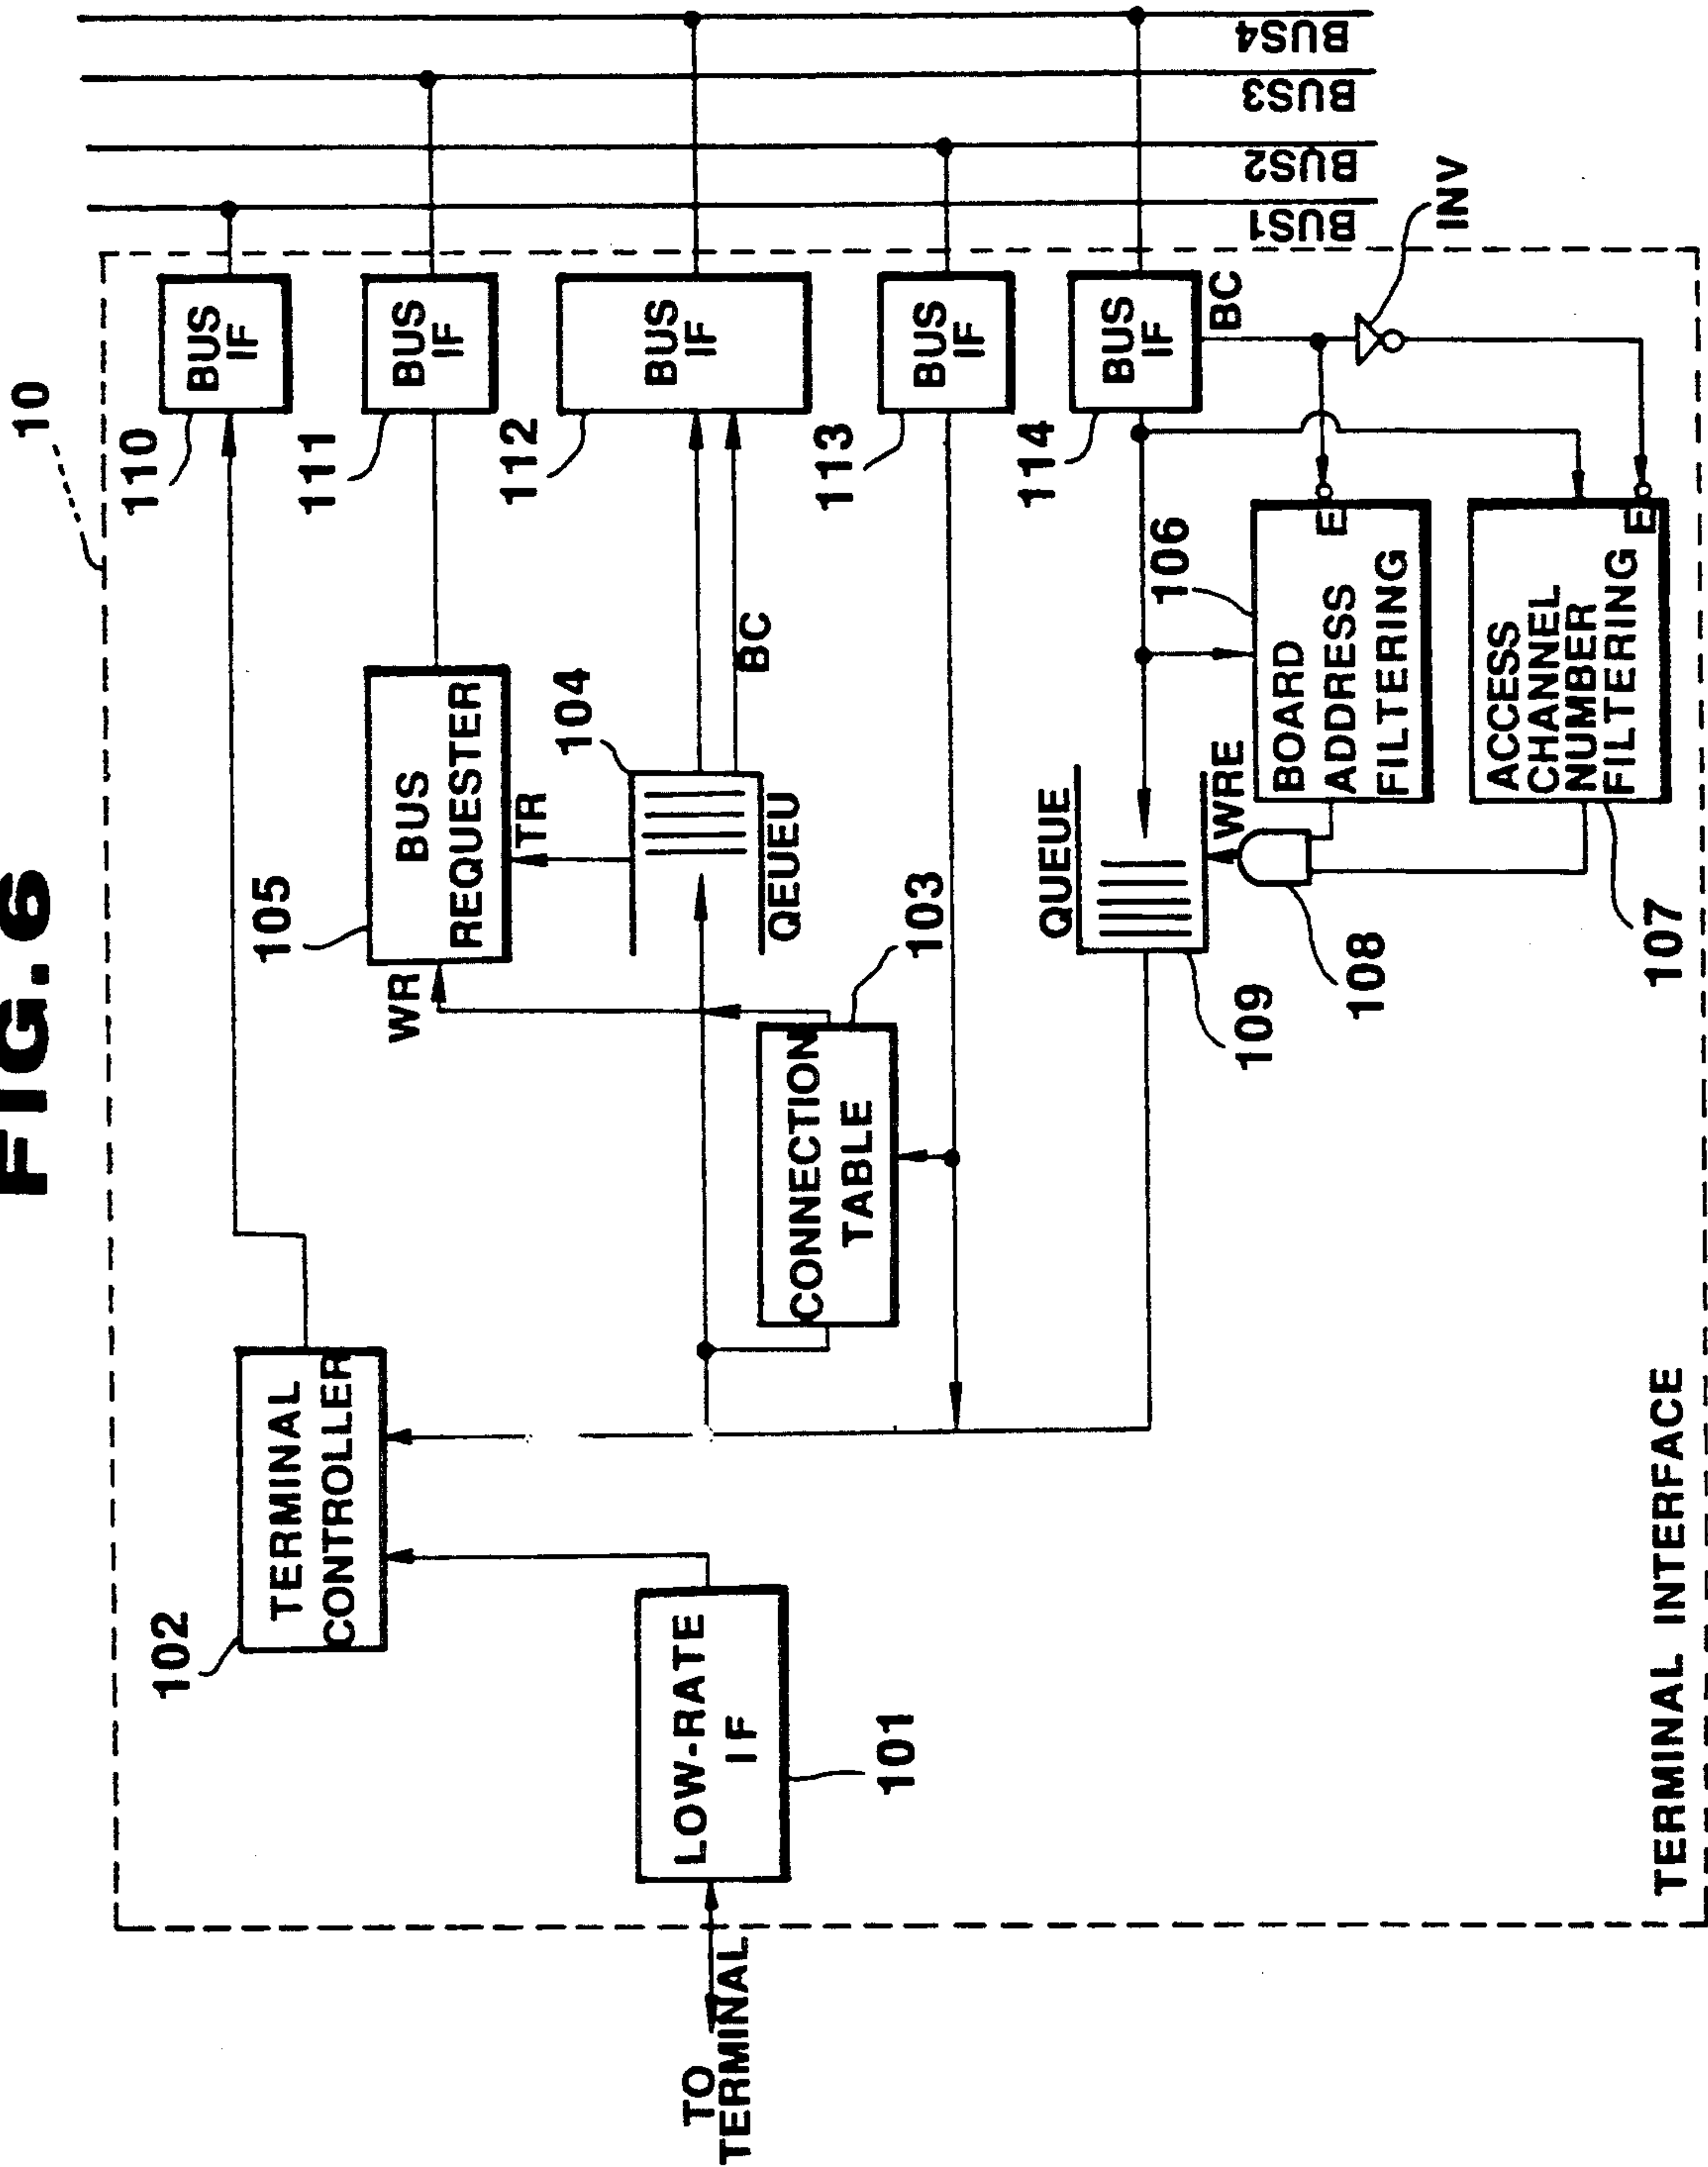 FIG.6
10
110
BUS
IF
111
BUS
IF
112
BUS
IF
113
BUS
IF
114
BUS
IF
BUS1
BUS2
BUS3
BUS4
BC
INV
105
BUS
REQUESTER
WR
TR
104
QEUEU
BC
103
CONNECTION
TABLE
102
TERMINAL
CONTROLLER
101
LOW-RATE
IF
TO
TERMINAL
QUEUE
109
WRE
108
106
BOARD
ADDRESS
FILTERING
E
107
ACCESS
CHANNEL
NUMBER
FILTERING
E
TERMINAL INTERFACE